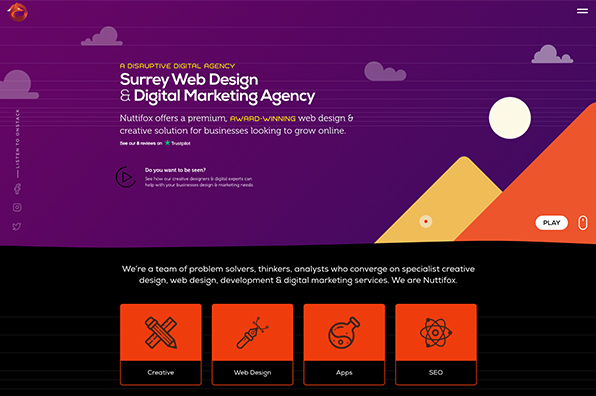 A DISRUPTIVE DIGITAL AGENCY
Surrey Web Design
& Digital Marketing Agency
Nuttifox offers a premium, AWARD-WINNING web design &
creative solution for businesses looking to grow online.
See our 8 reviews on ★ Trustpilot
Do you want to be seen?
See how our creative designers & digital experts can
help with your businesses design & marketing needs
LISTEN TO ONSTACK
PLAY
We're a team of problem solvers, thinkers, analysts who converge on specialist creative
design, web design, development & digital marketing services. We are Nuttifox.
Creative
Web Design
Apps
SEO